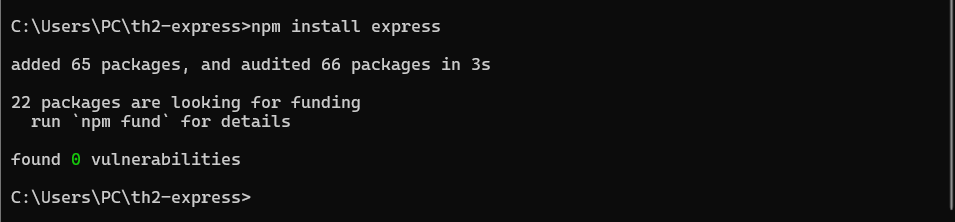 C:\Users\PC\th2-express>npm install express
added 65 packages, and audited 66 packages in 3s
22 packages are looking for funding
  run `npm fund` for details
found 0 vulnerabilities
C:\Users\PC\th2-express>